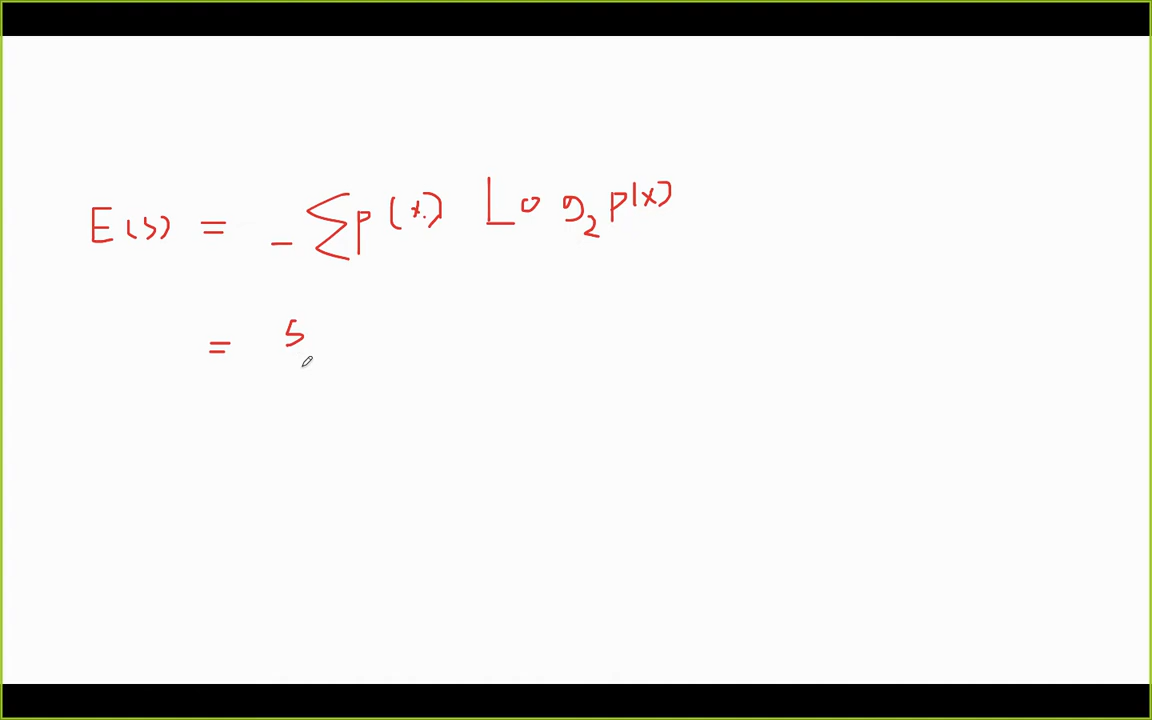 E(s) = - ∑p(x) Log₂ p(x)
= 5